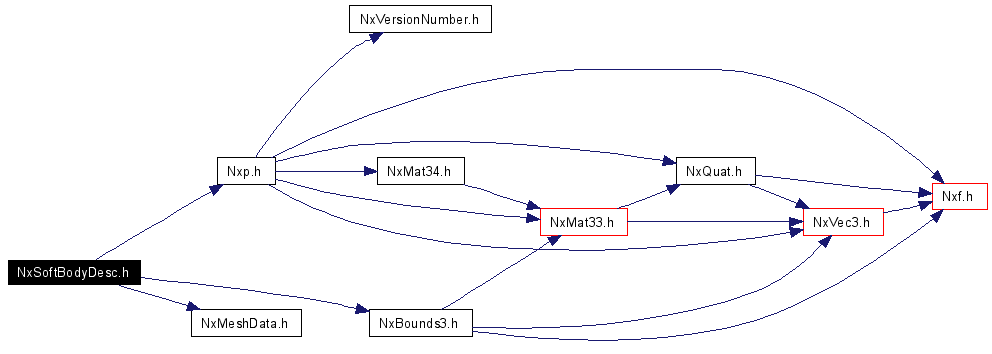 NxVersionNumber.h
Nxp.h
NxMat34.h
NxQuat.h
Nxf.h
NxMat33.h
NxVec3.h
NxSoftBodyDesc.h
NxMeshData.h
NxBounds3.h